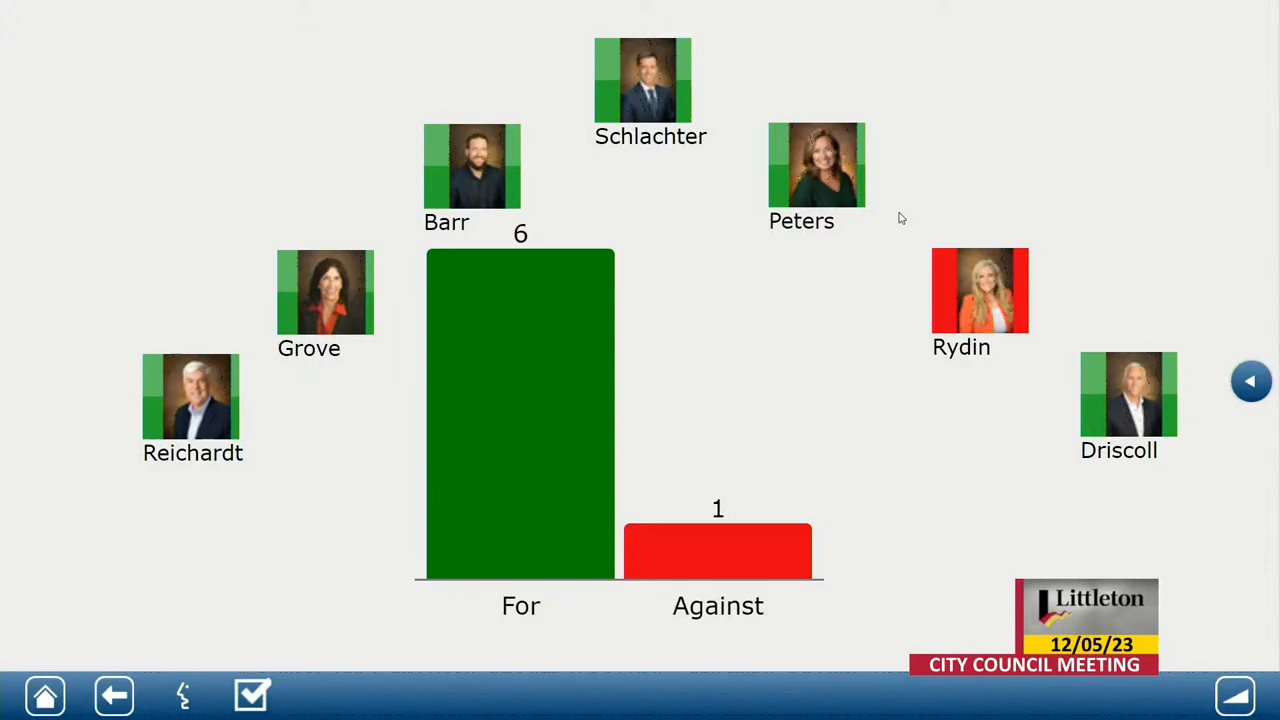 Schlachter
Barr
Peters
6
Grove
Rydin
Reichardt
Driscoll
1
For
Against
Littleton
12/05/23
CITY COUNCIL MEETING